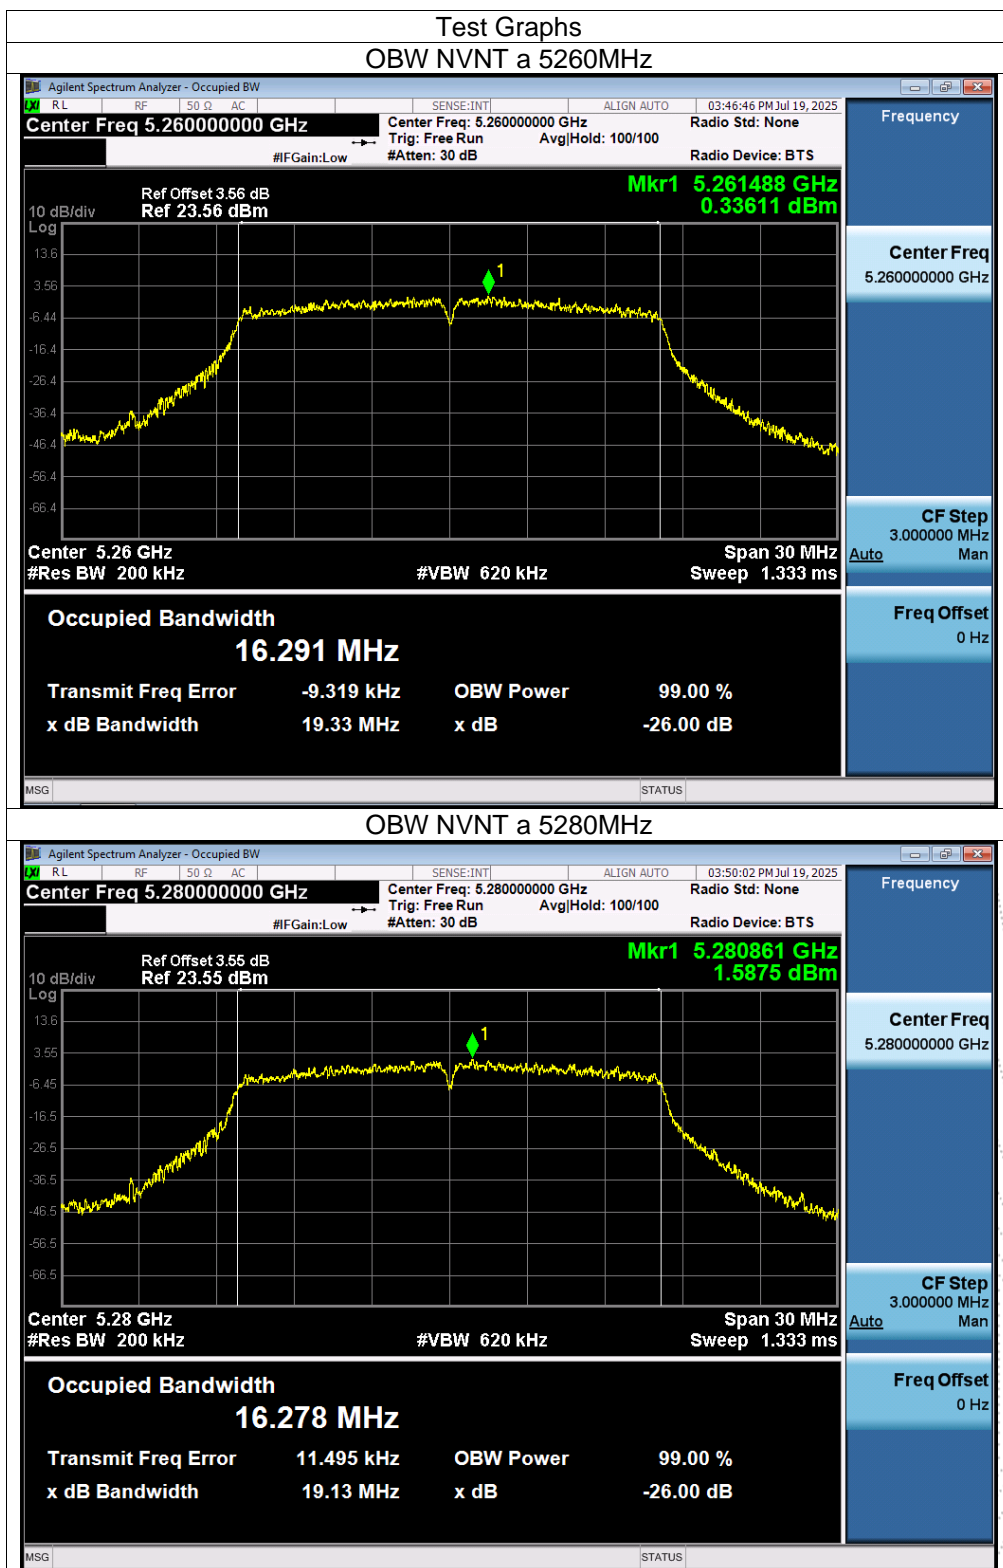 Test Graphs
OBW NVNT a 5260MHz
Agilent Spectrum Analyzer - Occupied BW
LXI RL RF 50 Ω AC SENSE:INT ALIGN AUTO 03:46:46 PM Jul 19, 2025
Center Freq 5.260000000 GHz
Center Freq: 5.260000000 GHz Radio Std: None
Trig: Free Run Avg|Hold: 100/100
#IFGain:Low #Atten: 30 dB Radio Device: BTS
Frequency
Mkr1 5.261488 GHz
0.33611 dBm
Ref Offset 3.56 dB
10 dB/div Ref 23.56 dBm
Log
13.6
3.56
-6.44
-16.4
-26.4
-36.4
-46.4
-56.4
-66.4
1
Center Freq
5.260000000 GHz
CF Step
3.000000 MHz
Auto Man
Freq Offset
0 Hz
Center 5.26 GHz Span 30 MHz
#Res BW 200 kHz #VBW 620 kHz Sweep 1.333 ms
Occupied Bandwidth
16.291 MHz
Transmit Freq Error -9.319 kHz OBW Power 99.00 %
x dB Bandwidth 19.33 MHz x dB -26.00 dB
MSG STATUS
OBW NVNT a 5280MHz
Agilent Spectrum Analyzer - Occupied BW
LXI RL RF 50 Ω AC SENSE:INT ALIGN AUTO 03:50:02 PM Jul 19, 2025
Center Freq 5.280000000 GHz
Center Freq: 5.280000000 GHz Radio Std: None
Trig: Free Run Avg|Hold: 100/100
#IFGain:Low #Atten: 30 dB Radio Device: BTS
Frequency
Mkr1 5.280861 GHz
1.5875 dBm
Ref Offset 3.55 dB
10 dB/div Ref 23.55 dBm
Log
13.6
3.55
-6.45
-16.5
-26.5
-36.5
-46.5
-56.5
-66.5
1
Center Freq
5.280000000 GHz
CF Step
3.000000 MHz
Auto Man
Freq Offset
0 Hz
Center 5.28 GHz Span 30 MHz
#Res BW 200 kHz #VBW 620 kHz Sweep 1.333 ms
Occupied Bandwidth
16.278 MHz
Transmit Freq Error 11.495 kHz OBW Power 99.00 %
x dB Bandwidth 19.13 MHz x dB -26.00 dB
MSG STATUS